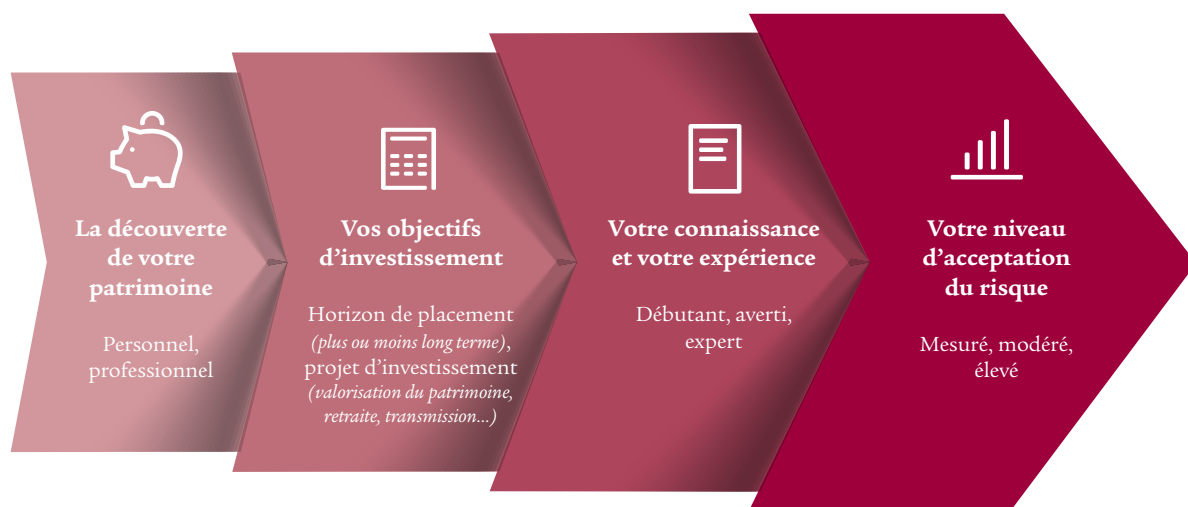 La découverte
de votre
patrimoine
Personnel,
professionnel
Vos objectifs
d’investissement
Horizon de placement
(plus ou moins long terme),
projet d’investissement
(valorisation du patrimoine,
retraite, transmission...)
Votre connaissance
et votre expérience
Débutant, averti,
expert
Votre niveau
d’acceptation
du risque
Mesuré, modéré,
élevé